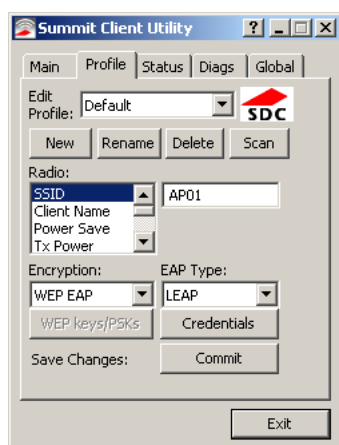 Summit Client Utility
Main Profile Status Diags Global
Edit
Profile: Default
SDC
New Rename Delete Scan
Radio:
SSID AP01
Client Name
Power Save
Tx Power
Encryption: EAP Type:
WEP EAP LEAP
WEP keys/PSKs Credentials
Save Changes: Commit
Exit